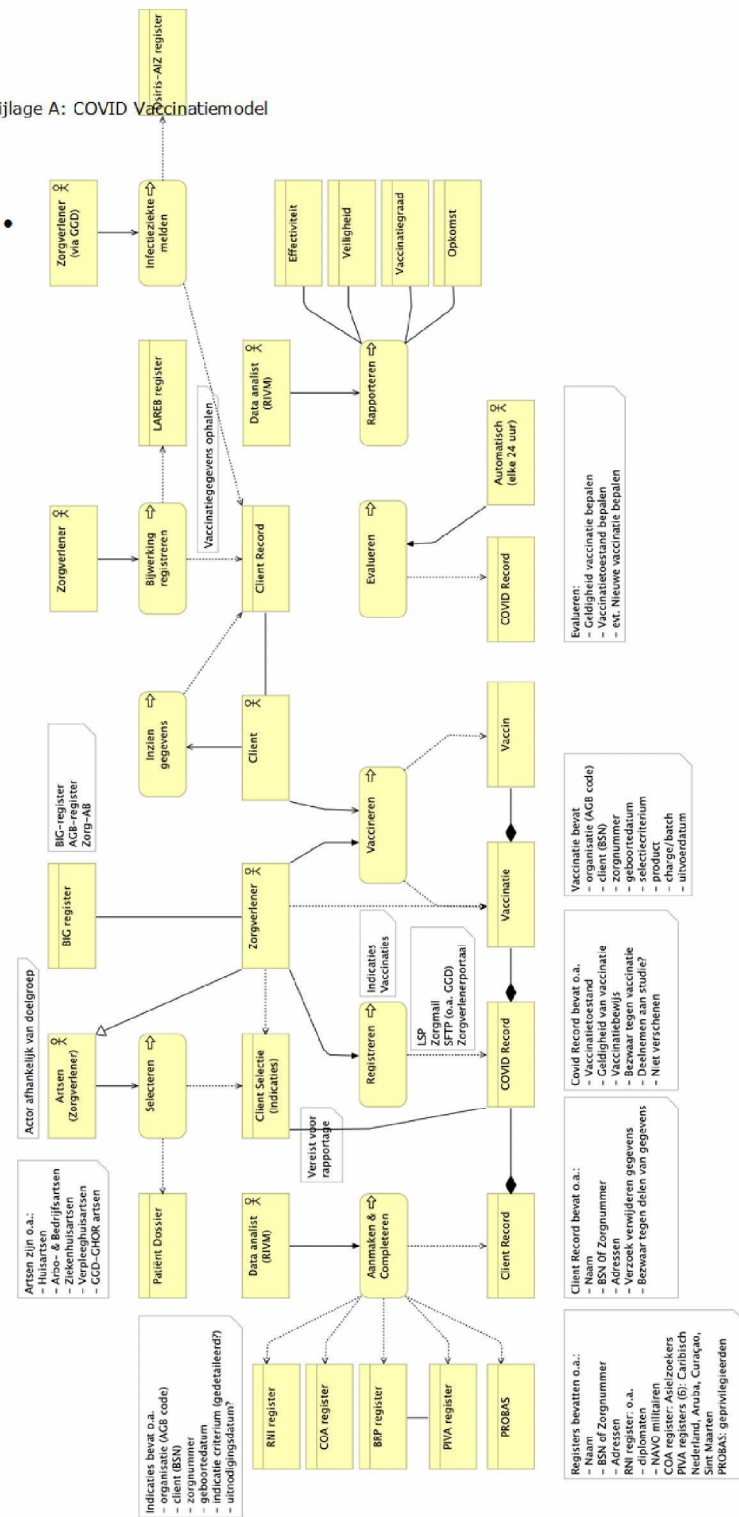 ijlage A: COVID Vaccinatiemodel
Artsen zijn o.a.:
- Huisartsen
- Arbo- & Bedrijfsartsen
- Ziekenhuisartsen
- Verpleeghuisartsen
- GGD-GHOR artsen
Actor afhankelijk van doelgroep
BIG-register
AGB-register
Zorg-AB
Artsen
(Zorgverlener)
BIG register
Zorgverlener
Zorgverlener
(via GGD)
Indicaties bevat o.a.
- organisatie (AGB code)
- client (BSN)
- zorgnummer
- geboortedatum
- indicatie criterium (gedetaileerd?)
- uitnodigingsdatum?
Patiënt Dossier
Selecteren
Inzien
gegevens
Bijwerking
registreren
LAREB register
Infectieziekte
melden
Osiris-AIZ register
Vaccinatiegegevens ophalen
Data analist
(RIVM)
Client Selectie
(Indicaties)
Zorgverlener
Client
Client Record
Data analist
(RIVM)
Effectiviteit
Veiligheid
Vaccinatiegraad
Opkomst
Vereist voor
rapportage
Indicaties
Vaccinaties
RNI register
COA register
BRP register
PIVA register
PROBAS
Aanmaken &
Completeren
Registreren
Vaccineren
Evalueren
Rapporteren
LSP
Zorgmail
SFTP (o.a. GGD)
Zorgverlenerportaal
Client Record
COVID Record
Vaccinatie
Vaccin
COVID Record
Automatisch
(elke 24 uur)
Registers bevatten o.a.:
- Naam
- BSN of Zorgnummer
- Adressen
RNI register: o.a.
- diplomaten
- NAVO militairen
COA register: Asielzoekers
PIVA registers (6): Caribisch
Nederland, Aruba, Curaçao,
Sint Maarten
PROBAS: geprivilegieerden
Client Record bevat o.a.:
- Naam
- BSN Of Zorgnummer
- Adressen
- Verzoek verwijderen gegevens
- Bezwaar tegen delen van gegevens
Covid Record bevat o.a.
- Vaccinatietoestand
- Geldigheid van vaccinatie
- Vaccinatiebewijs
- Bezwaar tegen vaccinatie
- Deelnemen aan studie?
- Niet verschenen
Vaccinatie bevat
- organisatie (AGB code)
- client (BSN)
- zorgnummer
- geboortedatum
- selectiecriterium
- product
- charge/batch
- uitvoerdatum
Evalueren:
- Geldigheid vaccinatie bepalen
- Vaccinatietoestand bepalen
- evt. Nieuwe vaccinatie bepalen